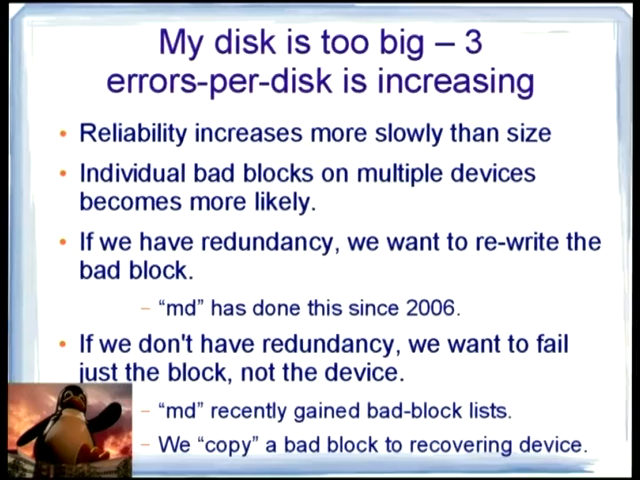 My disk is too big – 3
errors-per-disk is increasing
• Reliability increases more slowly than size
• Individual bad blocks on multiple devices
becomes more likely.
• If we have redundancy, we want to re-write the
bad block.
– “md” has done this since 2006.
• If we don't have redundancy, we want to fail
just the block, not the device.
– “md” recently gained bad-block lists.
– We “copy” a bad block to recovering device.